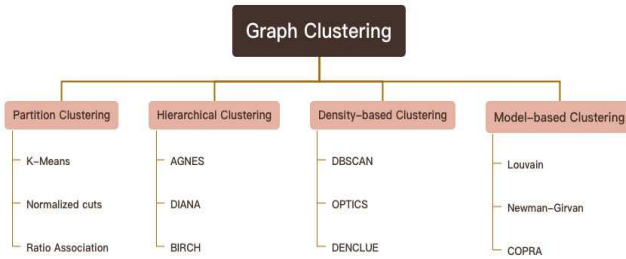 Graph Clustering
Partition Clustering
K-Means
Normalized cuts
Ratio Association
Hierarchical Clustering
AGNES
DIANA
BIRCH
Density-based Clustering
DBSCAN
OPTICS
DENCLUE
Model-based Clustering
Louvain
Newman-Girvan
COPRA